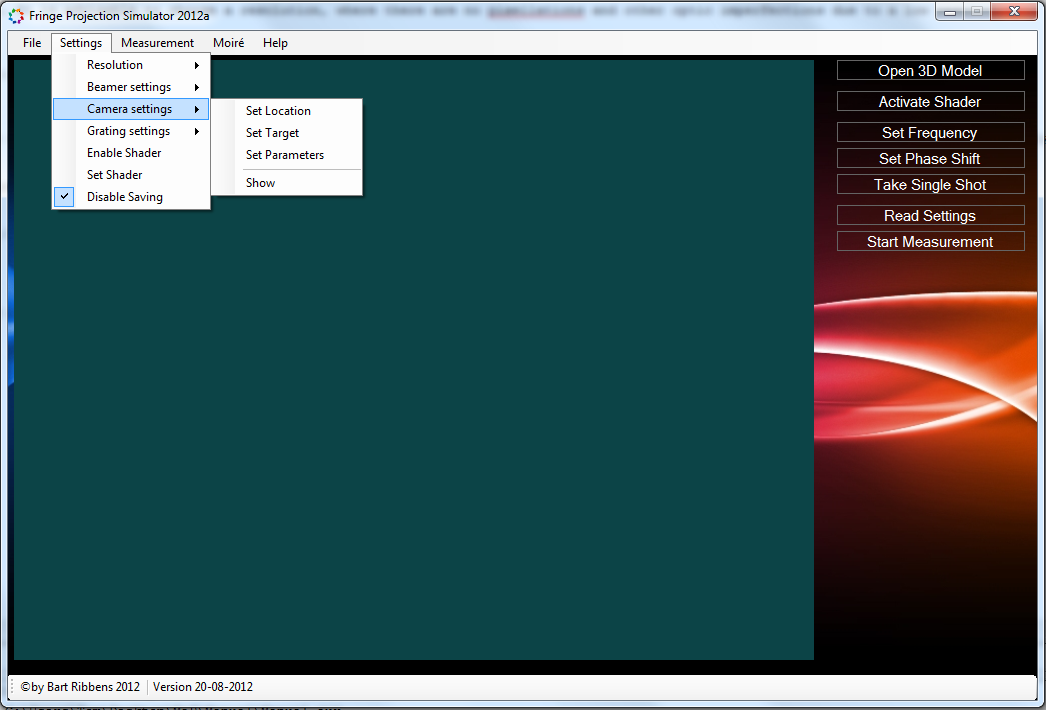 Fringe Projection Simulator 2012a
File Settings Measurement Moiré Help
Resolution
Beamer settings
Camera settings
Grating settings
Enable Shader
Set Shader
Disable Saving
Set Location
Set Target
Set Parameters
Show
Open 3D Model
Activate Shader
Set Frequency
Set Phase Shift
Take Single Shot
Read Settings
Start Measurement
©by Bart Ribbens 2012 Version 20-08-2012